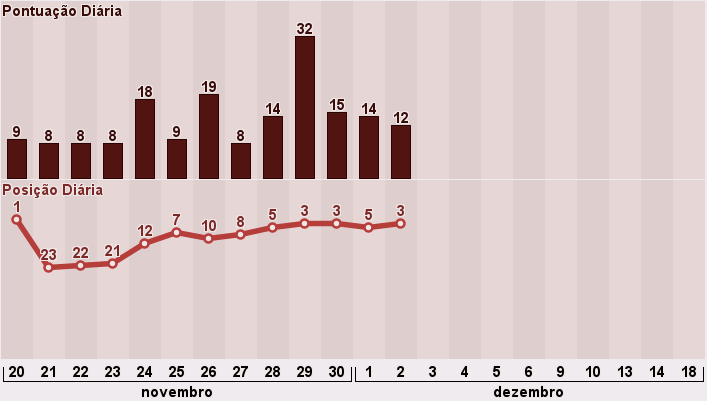 Pontuação Diária
9 8 8 8 18 9 19 8 14 32 15 14 12
Posição Diária
1 23 22 21 12 7 10 8 5 3 3 5 3
20 21 22 23 24 25 26 27 28 29 30 1 2 3 4 5 6 9 10 13 14 18
novembro dezembro